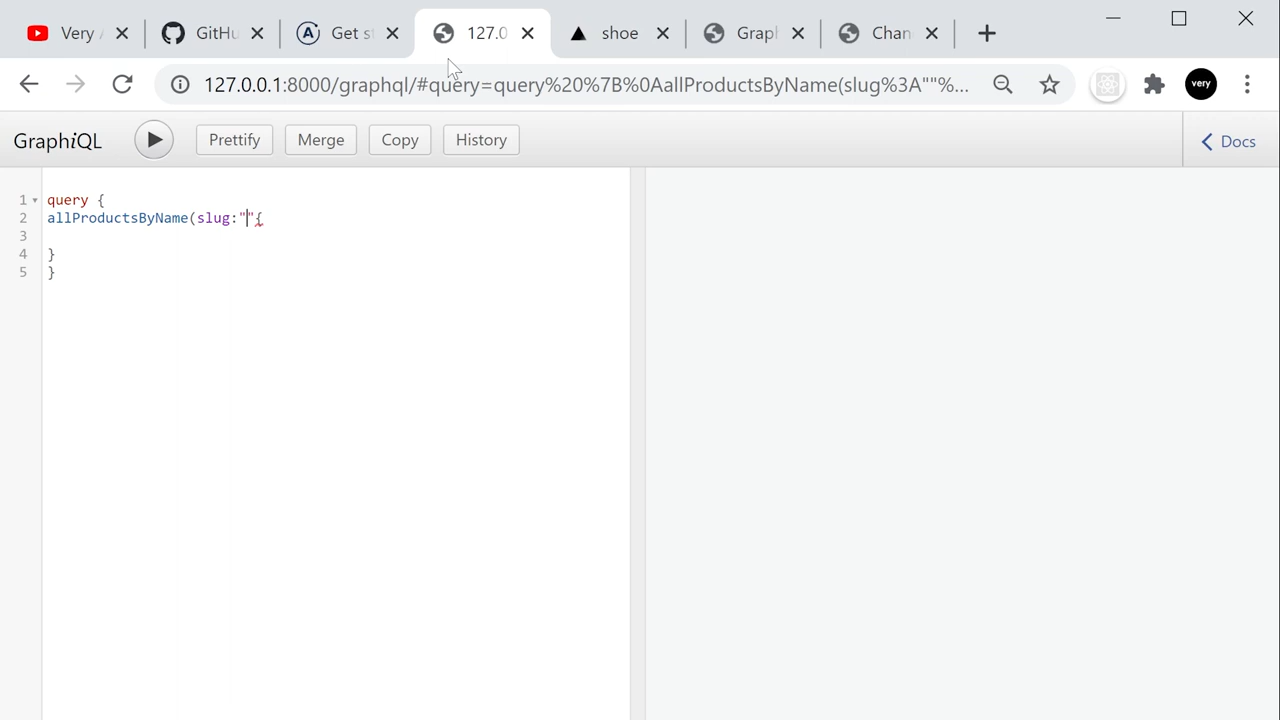 Very A
GitHu
Get st
127.0
shoe
Graph
Chan
127.0.0.1:8000/graphql/#query=query%20%7B%0AallProductsByName(slug%3A""%...
very
GraphiQL
Prettify
Merge
Copy
History
Docs
1 query {
2 allProductsByName(slug:""{
3
4 }
5 }